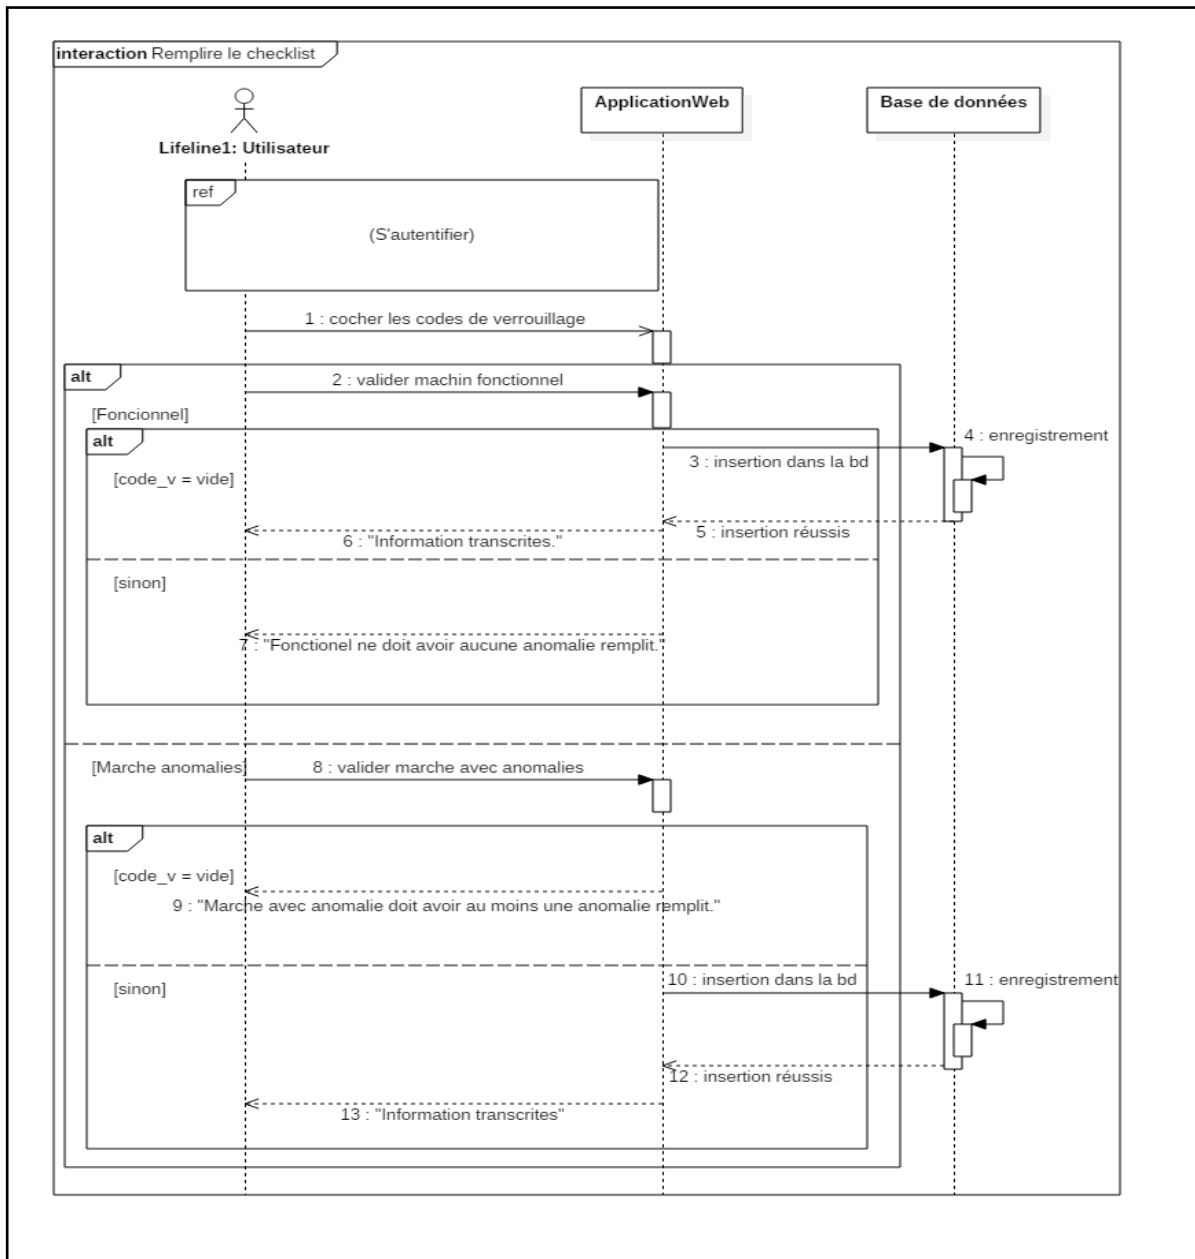 interaction Remplire le checklist
ApplicationWeb
Base de données
Lifeline1: Utilisateur
ref
(S'autentifier)
1 : cocher les codes de verrouillage
alt
2 : valider machin fonctionnel
[Foncionnel]
alt
4 : enregistrement
3 : insertion dans la bd
[code_v = vide]
5 : insertion réussis
6 : "Information transcrites."
[sinon]
7 : "Fonctionel ne doit avoir aucune anomalie remplit."
[Marche anomalies]
8 : valider marche avec anomalies
alt
[code_v = vide]
9 : "Marche avec anomalie doit avoir au moins une anomalie remplit."
10 : insertion dans la bd
11 : enregistrement
[sinon]
12 : insertion réussis
13 : "Information transcrites"